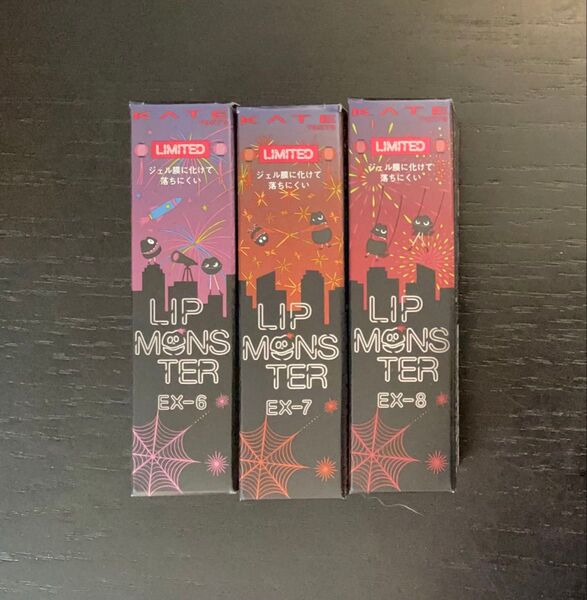 KATE
TOKYO
LIMITED
ジェル膜に化けて
落ちにくい
LIP
MONS
TER
EX-6
KATE
TOKYO
LIMITED
ジェル膜に化けて
落ちにくい
LIP
MONS
TER
EX-7
KATE
TOKYO
LIMITED
ジェル膜に化けて
落ちにくい
LIP
MONS
TER
EX-8